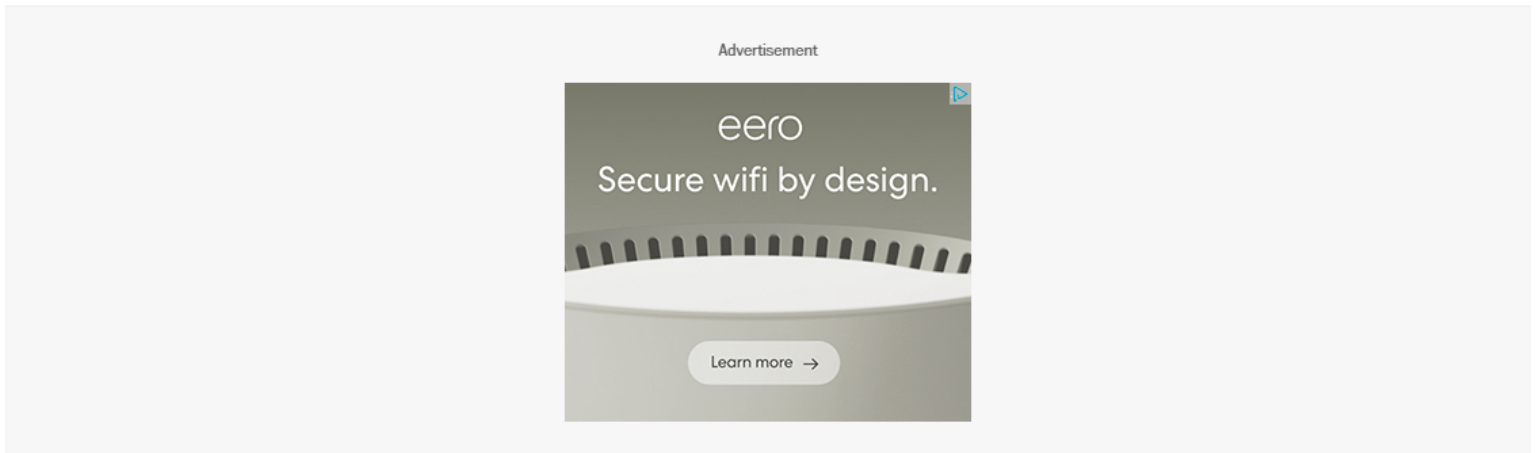 Advertisement
eero
Secure wifi by design.
Learn more →